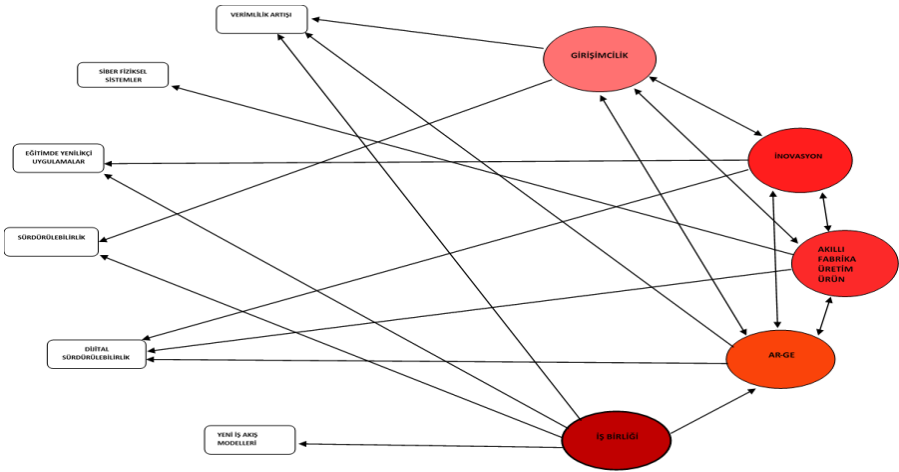 VERİMLİLİK ARTIŞI
GİRİŞİMCİLİK
SİBER FİZİKSEL
SİSTEMLER
EĞİTİMDE YENİLİKÇİ
UYGULAMALAR
İNOVASYON
SÜRDÜRÜLEBİLİRLİK
AKILLI
FABRİKA
ÜRETİM
ÜRÜN
DİJİTAL
SÜRDÜRÜLEBİLİRLİK
AR-GE
YENİ İŞ AKIŞ
MODELLERİ
İŞ BİRLİĞİ